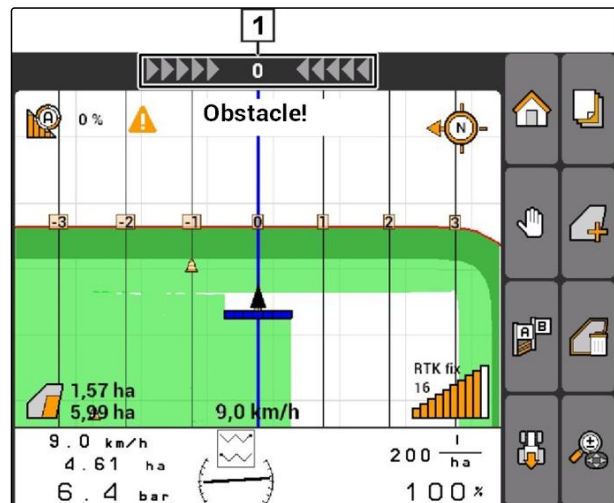 1
0
A 0 % Obstacle! N
-3 -2 -1 0 1 2 3
A B
RTK fix
16
1,57 ha
5,99 ha 9,0 km/h
9.0 km/h
4.61 ha
6.4 bar
200 l/ha
100 %